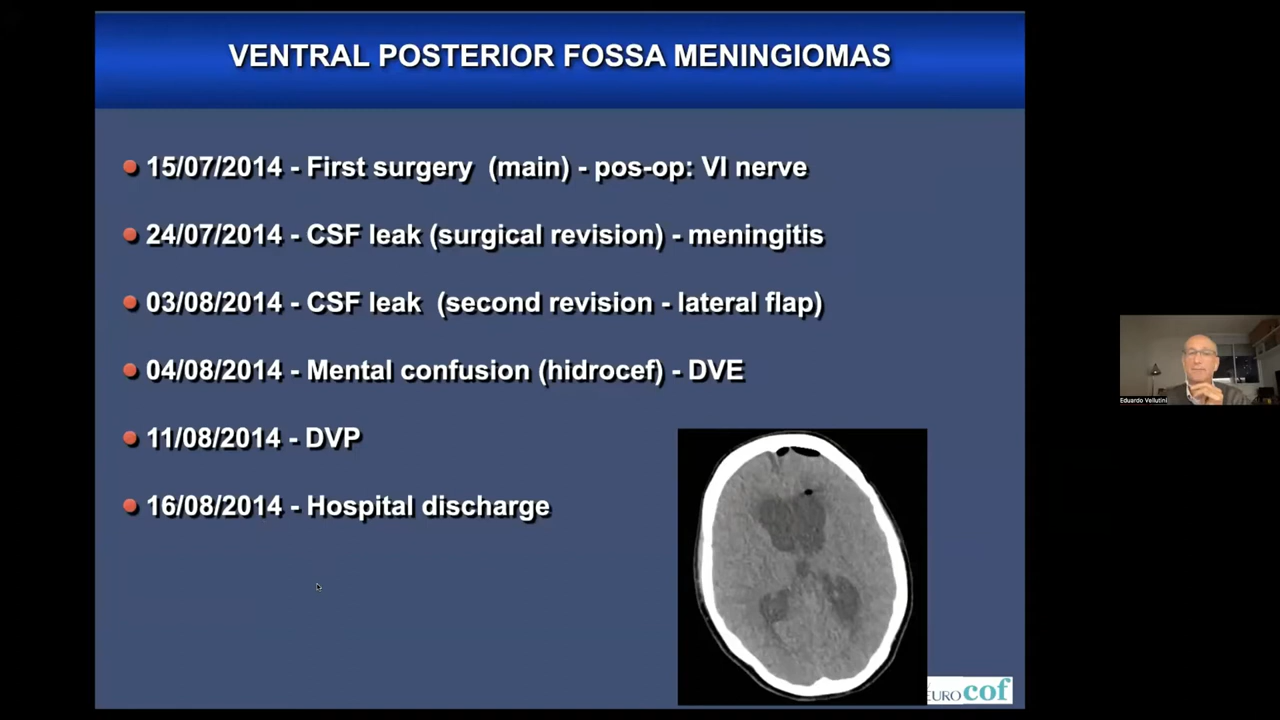 VENTRAL POSTERIOR FOSSA MENINGIOMAS
15/07/2014 - First surgery (main) - pos-op: VI nerve
24/07/2014 - CSF leak (surgical revision) - meningitis
03/08/2014 - CSF leak (second revision - lateral flap)
04/08/2014 - Mental confusion (hidrocef) - DVE
11/08/2014 - DVP
16/08/2014 - Hospital discharge
Eduardo Vellutini
EURO cof